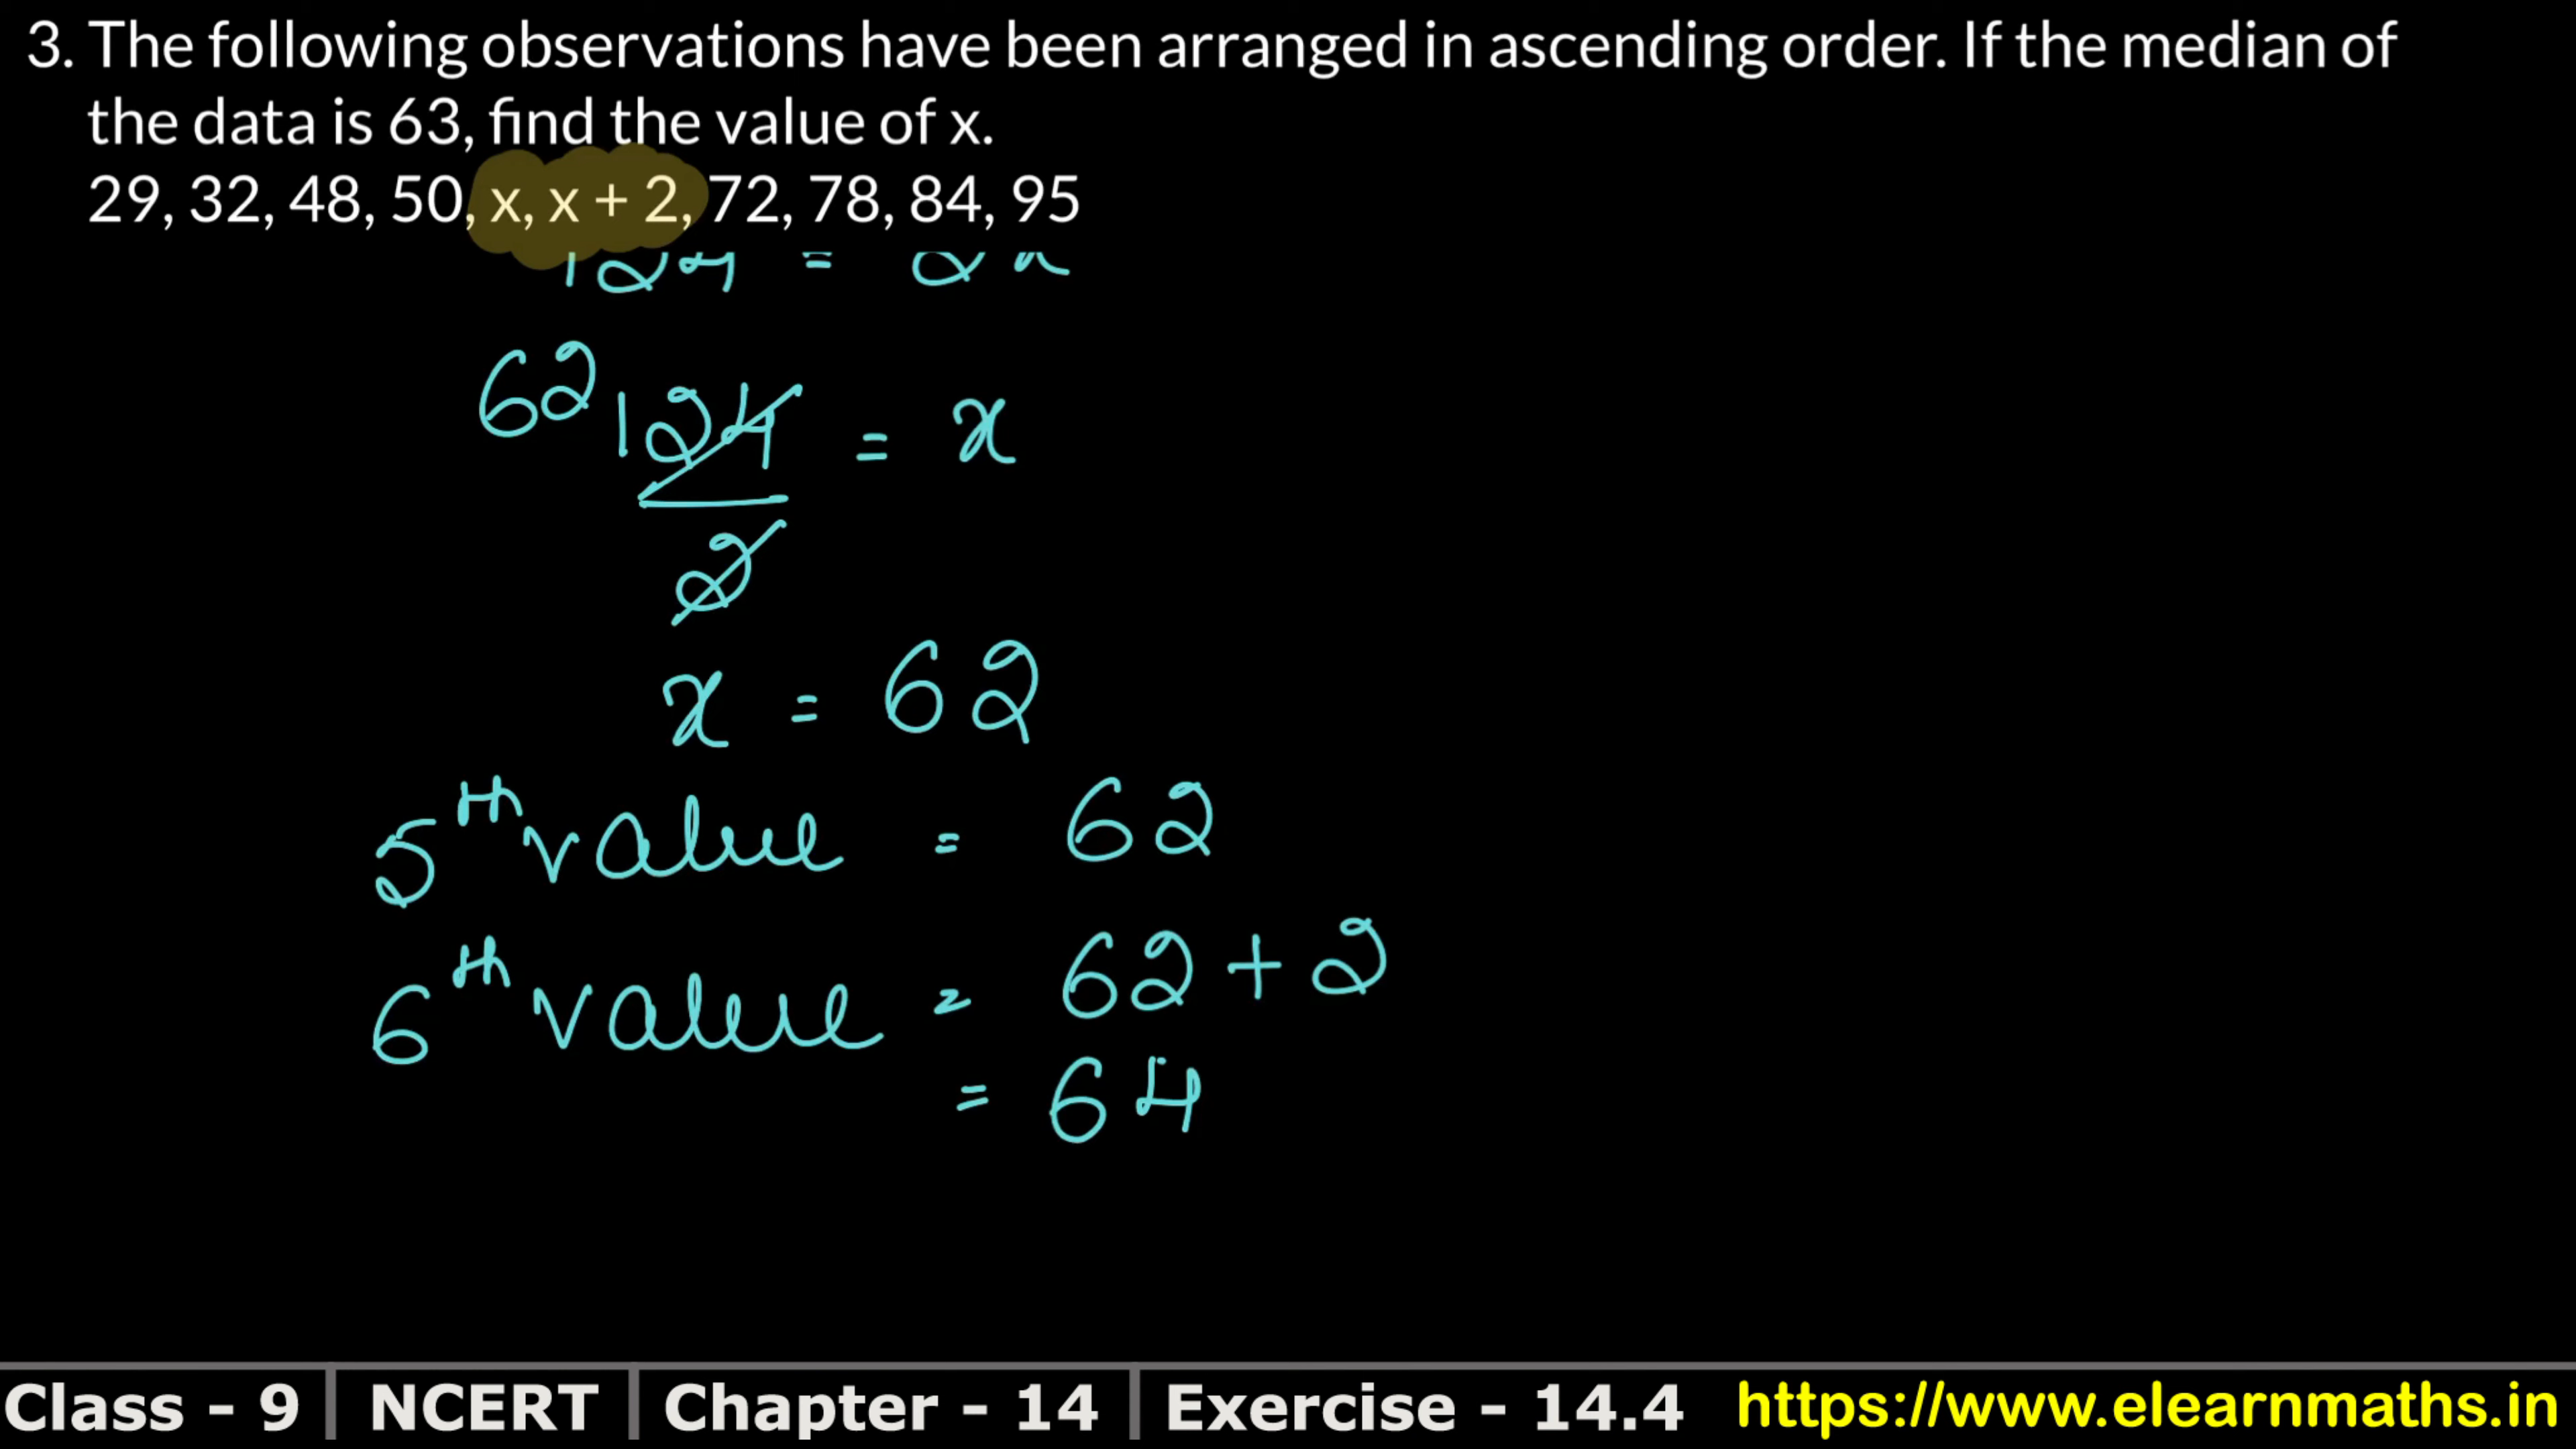 3. The following observations have been arranged in ascending order. If the median of
the data is 63, find the value of x.
29, 32, 48, 50, x, x + 2, 72, 78, 84, 95
124 = 2x
62 124 = x
2
x = 62
5th value = 62
6th value = 62 + 2
= 64
Class - 9 | NCERT | Chapter - 14 | Exercise - 14.4 https://www.elearnmaths.in